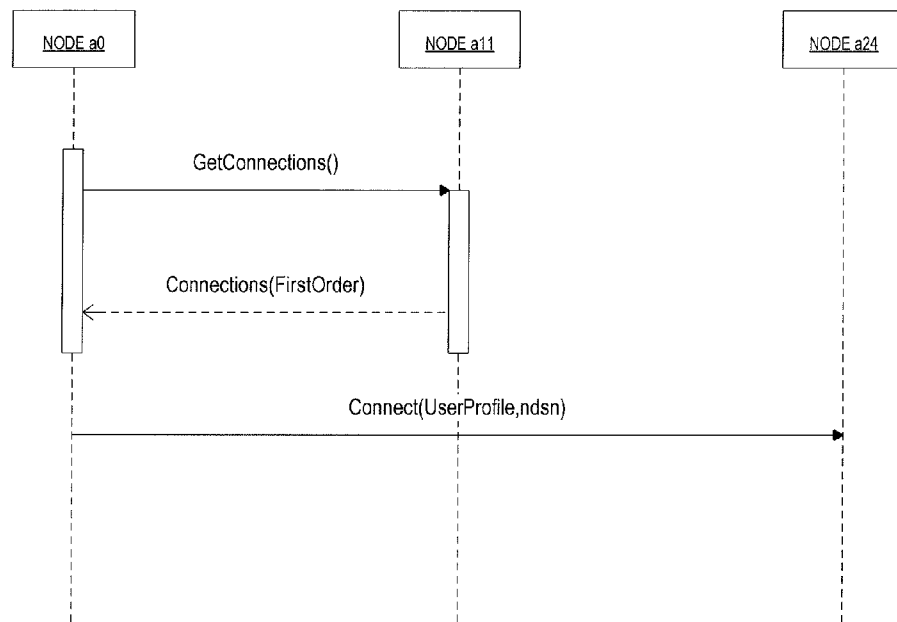 NODE a0
NODE a11
NODE a24
GetConnections()
Connections(FirstOrder)
Connect(UserProfile,ndsn)